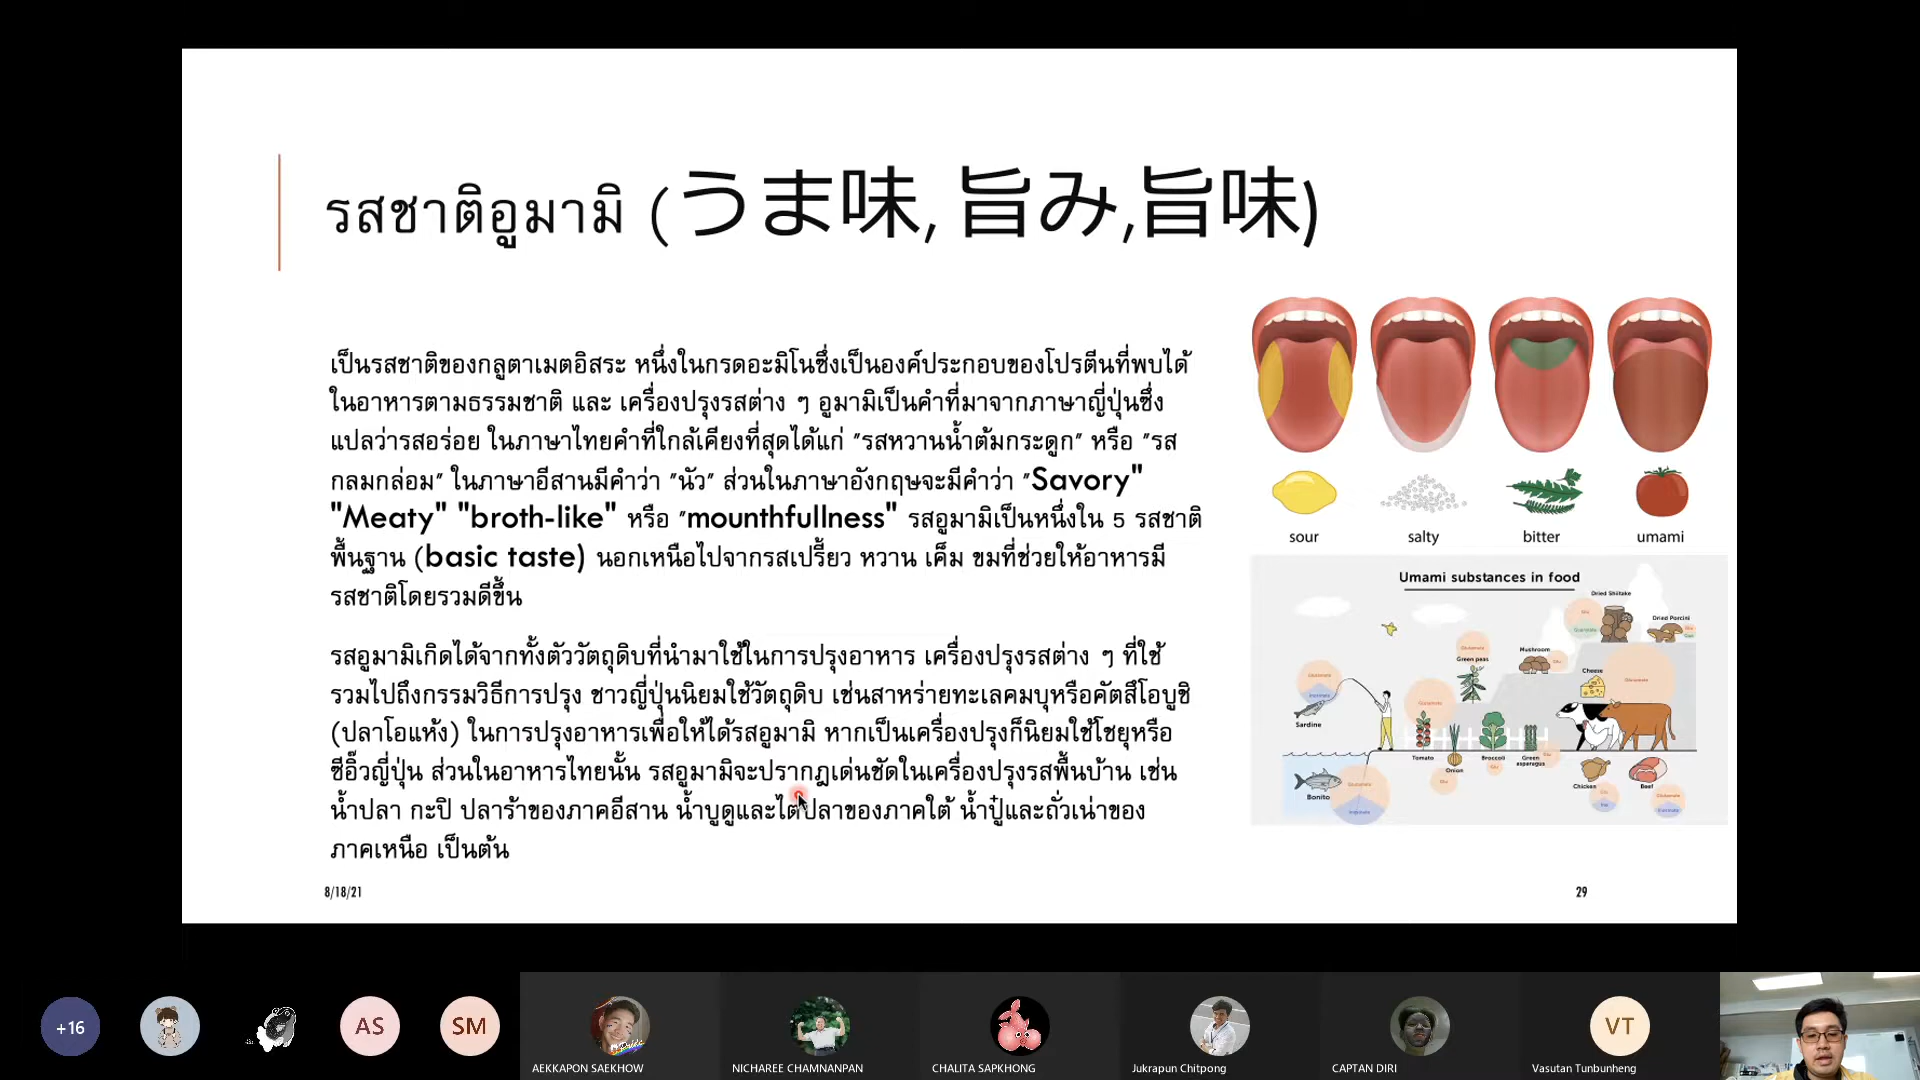 รสชาติอูมามิ (うま味, 旨み,旨味)
เป็นรสชาติของกลูตาเมตอิสระ หนึ่งในกรดอะมิโนซึ่งเป็นองค์ประกอบของโปรตีนที่พบได้
ในอาหารตามธรรมชาติ และ เครื่องปรุงรสต่าง ๆ อูมามิเป็นคำที่มาจากภาษาญี่ปุ่นซึ่ง
แปลว่ารสอร่อย ในภาษาไทยคำที่ใกล้เคียงที่สุดได้แก่ "รสหวานน้ำต้มกระดูก" หรือ "รส
กลมกล่อม" ในภาษาอีสานมีคำว่า "นัว" ส่วนในภาษาอังกฤษจะมีคำว่า "Savory"
"Meaty" "broth-like" หรือ "mounthfullness" รสอูมามิเป็นหนึ่งใน 5 รสชาติ
พื้นฐาน (basic taste) นอกเหนือไปจากรสเปรี้ยว หวาน เค็ม ขมที่ช่วยให้อาหารมี
รสชาติโดยรวมดีขึ้น
รสอูมามิเกิดได้จากทั้งตัววัตถุดิบที่นำมาใช้ในการปรุงอาหาร เครื่องปรุงรสต่าง ๆ ที่ใช้
รวมไปถึงกรรมวิธีการปรุง ชาวญี่ปุ่นนิยมใช้วัตถุดิบ เช่นสาหร่ายทะเลคมบุหรือคัตสึโอบูชิ
(ปลาโอแห้ง) ในการปรุงอาหารเพื่อให้ได้รสอูมามิ หากเป็นเครื่องปรุงก็นิยมใช้โชยุหรือ
ซีอิ๊วญี่ปุ่น ส่วนในอาหารไทยนั้น รสอูมามิจะปรากฏเด่นชัดในเครื่องปรุงรสพื้นบ้าน เช่น
น้ำปลา กะปิ ปลาร้าของภาคอีสาน น้ำบูดูและไตปลาของภาคใต้ น้ำปู๋และถั่วเน่าของ
ภาคเหนือ เป็นต้น
sour salty bitter umami
Umami substances in food
Dried Shiitake
Dried Porcini
Mushroom
Green peas
Cheese
Glutamate
Sardine
Tomato
Onion
Broccoli
Green asparagus
Bonito
Chicken
Beef
8/18/21
29
+16
AS
SM
VT
AEKKAPON SAEKHOW
NICHAREE CHAMNANPAN
CHALITA SAPKHONG
Jukrapun Chitpong
CAPTAN DIRI
Vasutan Tunbunheng